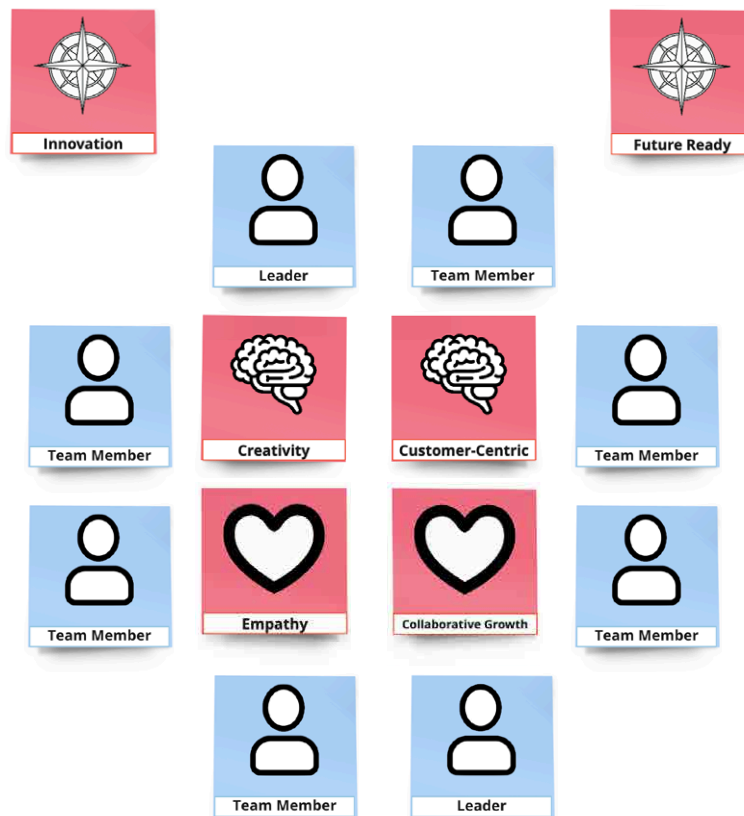 Innovation
Future Ready
Leader
Team Member
Team Member
Creativity
Customer-Centric
Team Member
Team Member
Empathy
Collaborative Growth
Team Member
Team Member
Leader